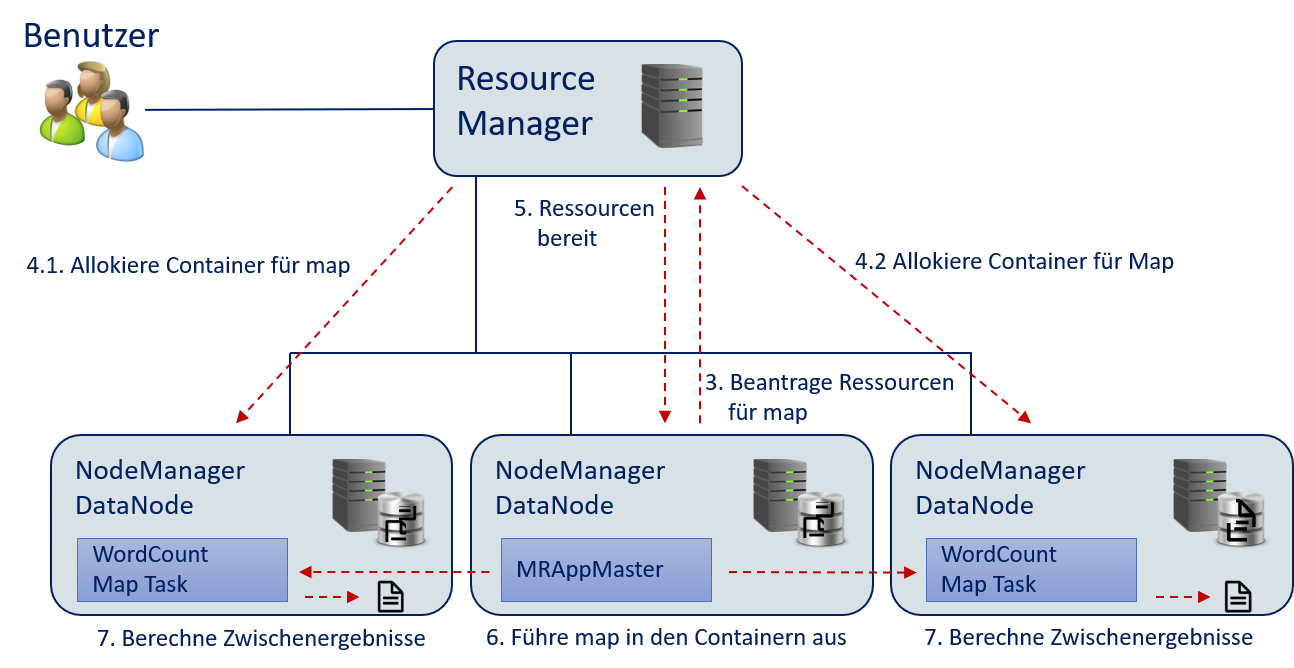 Benutzer
Resource
Manager
5. Ressourcen
bereit
4.1. Allokiere Container für map
4.2 Allokiere Container für Map
3. Beantrage Ressourcen
für map
NodeManager
DataNode
WordCount
Map Task
7. Berechne Zwischenergebnisse
NodeManager
DataNode
MRAppMaster
6. Führe map in den Containern aus
NodeManager
DataNode
WordCount
Map Task
7. Berechne Zwischenergebnisse